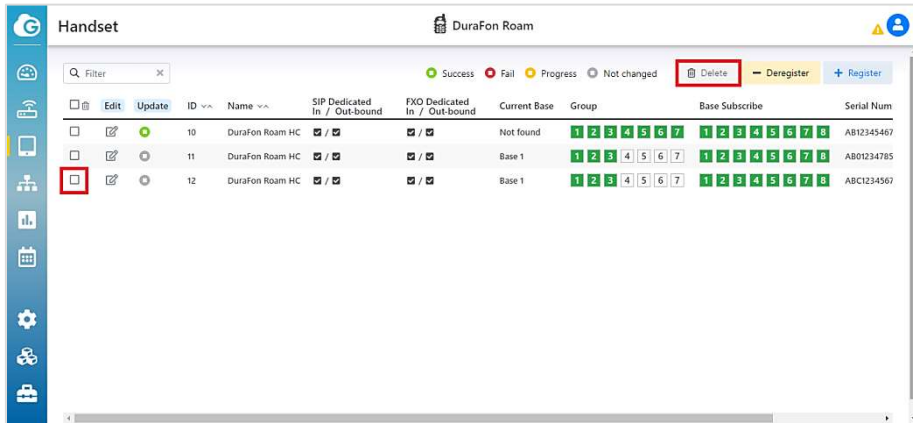 Handset
DuraFon Roam
Filter
Success Fail Progress Not changed Delete Deregister + Register
Edit Update ID Name SIP Dedicated In / Out-bound FXO Dedicated In / Out-bound Current Base Group Base Subscribe Serial Num
10 DuraFon Roam HC / / Not found 1 2 3 4 5 6 7 1 2 3 4 5 6 7 8 AB12345467
11 DuraFon Roam HC / / Base 1 1 2 3 4 5 6 7 1 2 3 4 5 6 7 8 AB01234785
12 DuraFon Roam HC / / Base 1 1 2 3 4 5 6 7 1 2 3 4 5 6 7 8 ABC1234567